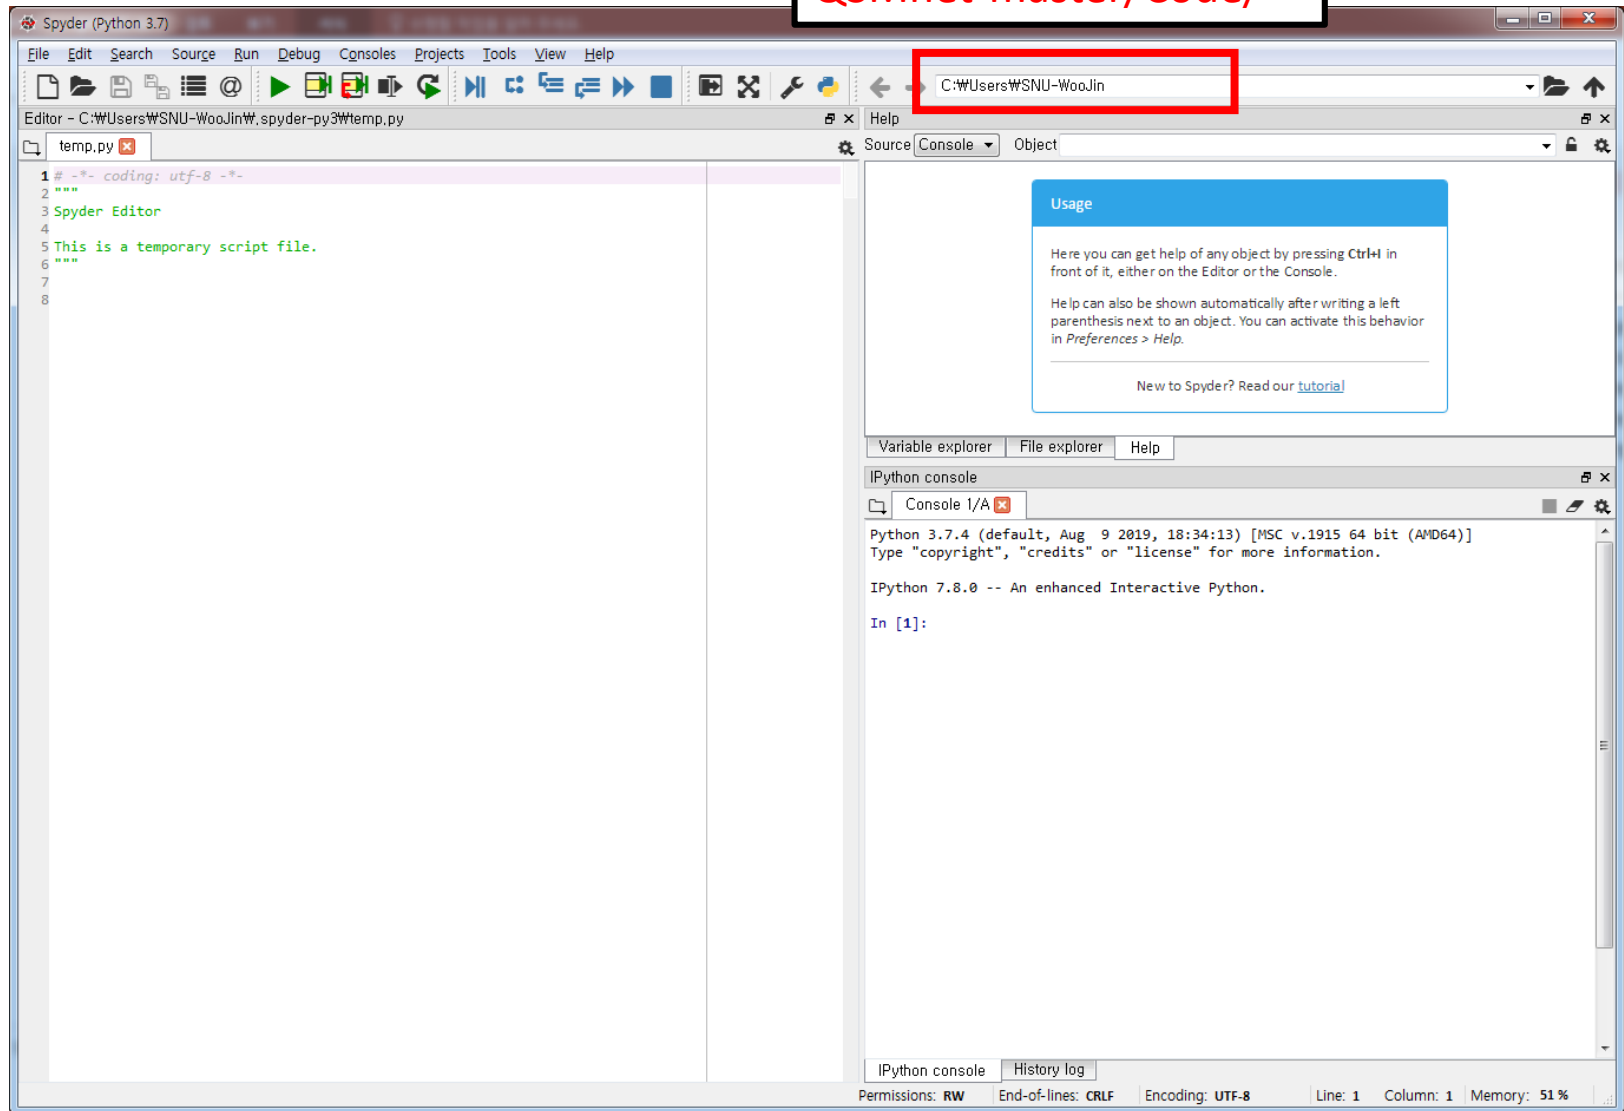 QSMnet-master/Code/
Spyder (Python 3.7)
File Edit Search Source Run Debug Consoles Projects Tools View Help
C:₩Users₩SNU-WooJin
Editor - C:₩Users₩SNU-WooJin₩.spyder-py3₩temp.py
temp.py
1 # -*- coding: utf-8 -*-
2 """
3 Spyder Editor
4
5 This is a temporary script file.
6 """
7
8
Help
Source Console Object
Usage
Here you can get help of any object by pressing Ctrl+I in
front of it, either on the Editor or the Console.
Help can also be shown automatically after writing a left
parenthesis next to an object. You can activate this behavior
in Preferences > Help.
New to Spyder? Read our tutorial
Variable explorer File explorer Help
IPython console
Console 1/A
Python 3.7.4 (default, Aug  9 2019, 18:34:13) [MSC v.1915 64 bit (AMD64)]
Type "copyright", "credits" or "license" for more information.
IPython 7.8.0 -- An enhanced Interactive Python.
In [1]:
IPython console History log
Permissions: RW End-of-lines: CRLF Encoding: UTF-8 Line: 1 Column: 1 Memory: 51 %